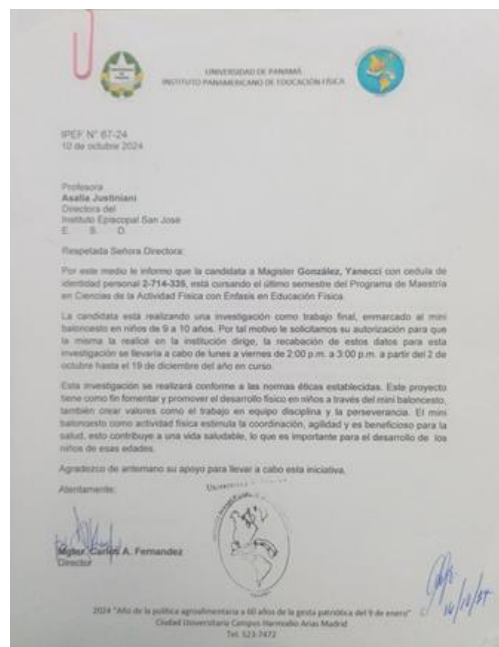 UNIVERSIDAD DE PANAMÁ
INSTITUTO PANAMERICANO DE EDUCACIÓN FÍSICA
IPEF N° 67-24
10 de octubre 2024
Profesora
Asalia Justiniani
Directora del
Instituto Episcopal San José
E. S. D.
Respetada Señora Directora:
Por este medio le informo que la candidata a Magister González, Yanecci con cedula de
identidad personal 2-714-335, está cursando el último semestre del Programa de Maestría
en Ciencias de la Actividad Física con Énfasis en Educación Física.
La candidata está realizando una investigación como trabajo final, enmarcado al mini
baloncesto en niños de 9 a 10 años. Por tal motivo le solicitamos su autorización para que
la misma la realice en la institución dirige, la recabación de estos datos para esta
investigación se llevaría a cabo de lunes a viernes de 2:00 p.m. a 3:00 p.m. a partir del 2 de
octubre hasta el 19 de diciembre del año en curso.
Esta investigación se realizará conforme a las normas éticas establecidas. Este proyecto
tiene como fin fomentar y promover el desarrollo físico en niños a través del mini baloncesto,
también crear valores como el trabajo en equipo disciplina y la perseverancia. El mini
baloncesto como actividad física estimula la coordinación, agilidad y es beneficioso para la
salud, esto contribuye a una vida saludable, lo que es importante para el desarrollo de los
niños de esas edades.
Agradezco de antemano su apoyo para llevar a cabo esta iniciativa.
Atentamente:
Mgter. Carlos A. Fernandez
Director
16/10/24
2024 "Año de la política agroalimentaria a 60 años de la gesta patriótica del 9 de enero"
Ciudad Universitaria Campus Harmodio Arias Madrid
Tel. 523-7472